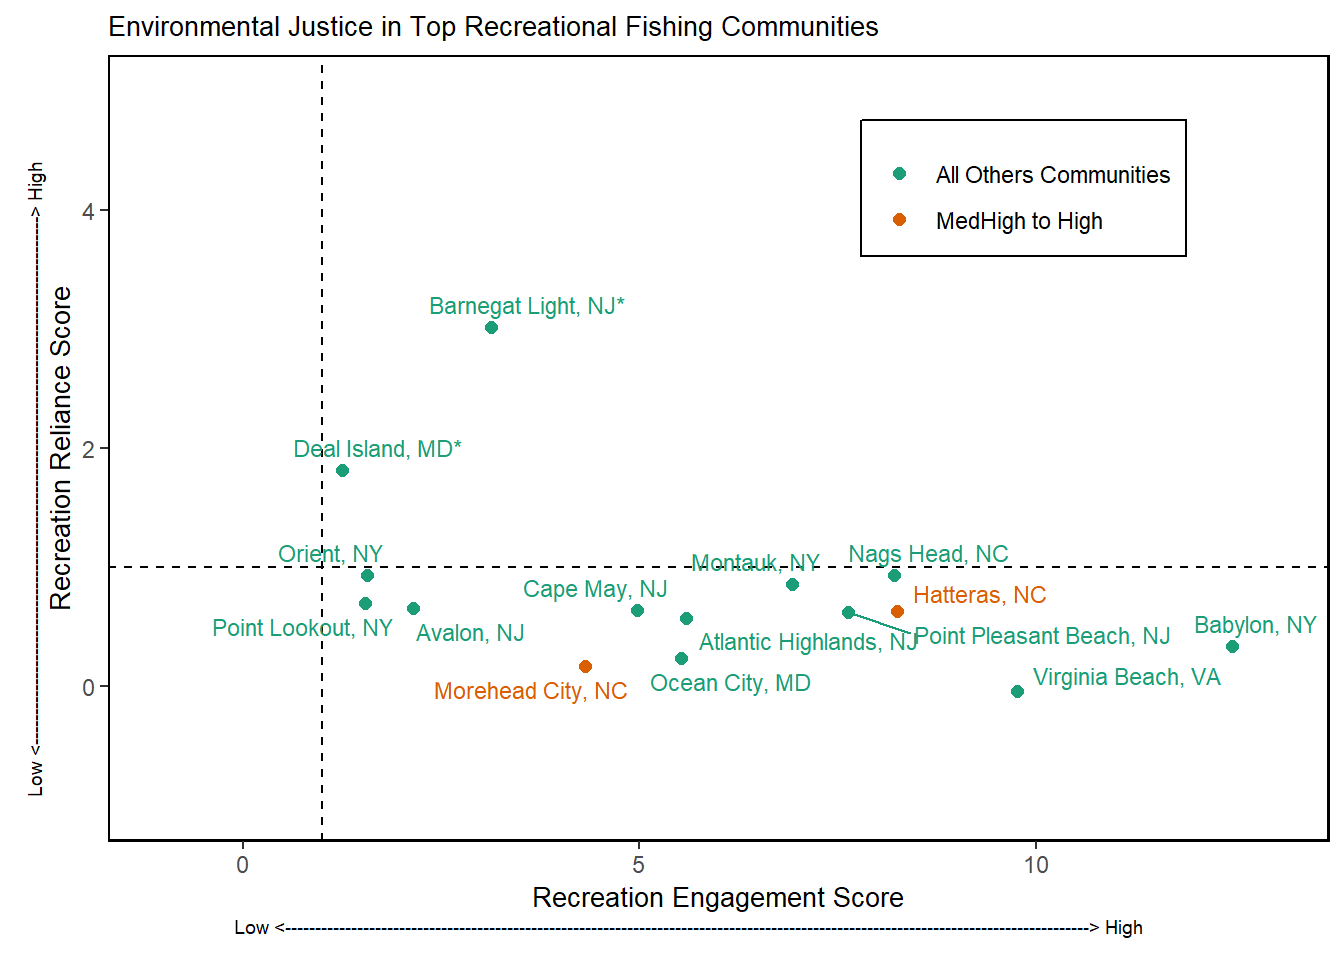 Environmental Justice in Top Recreational Fishing Communities
All Others Communities
MedHigh to High
Barnegat Light, NJ*
Deal Island, MD*
Orient, NY
Montauk, NY
Nags Head, NC
Cape May, NJ
Hatteras, NC
Point Lookout, NY
Avalon, NJ
Atlantic Highlands, NJ
Point Pleasant Beach, NJ
Babylon, NY
Morehead City, NC
Ocean City, MD
Virginia Beach, VA
4
2
0
0
5
10
Recreation Reliance Score
Low <--------------------------------------------------------------------------------> High
Recreation Engagement Score
Low <--------------------------------------------------------------------------------------------------------------------------------------> High